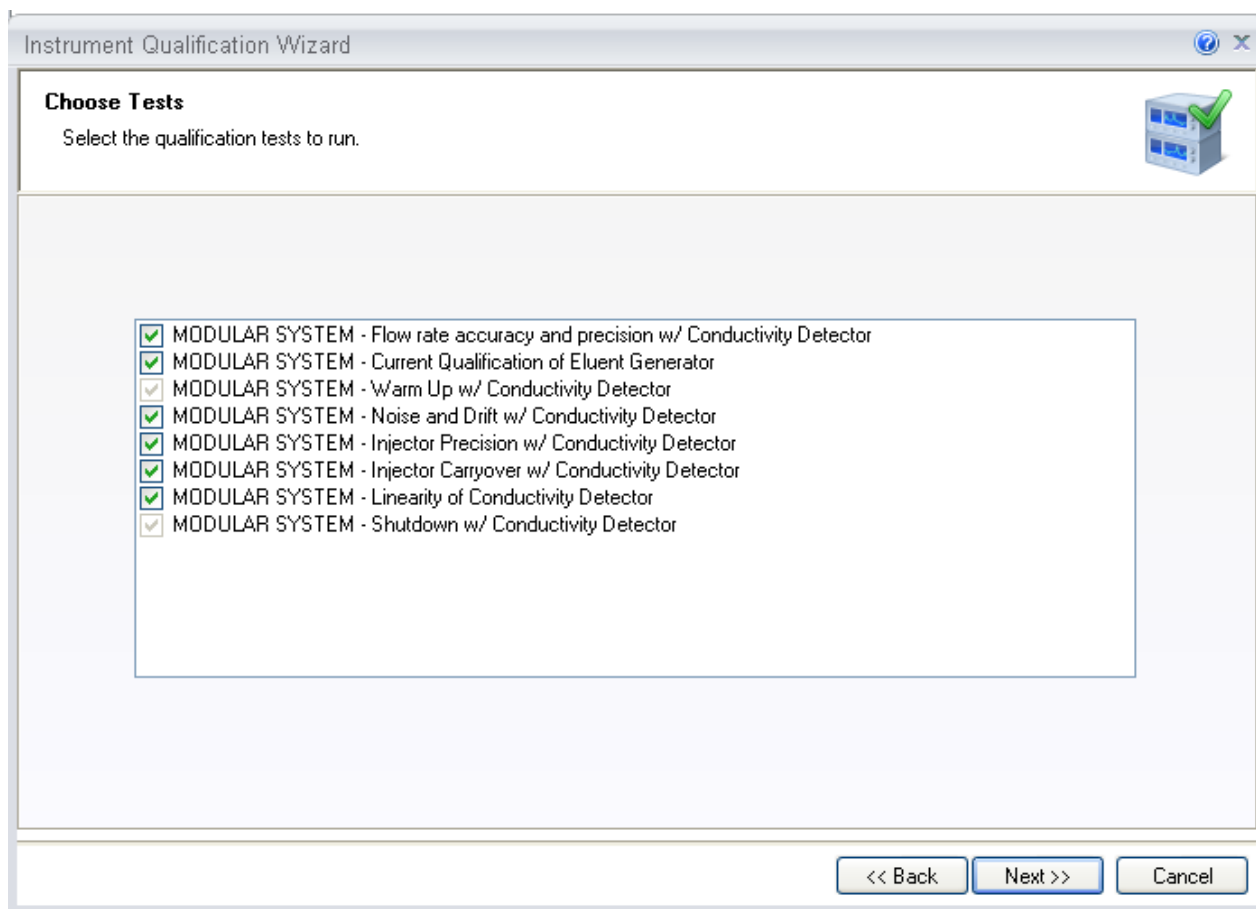 Instrument Qualification Wizard
Choose Tests
Select the qualification tests to run.
MODULAR SYSTEM - Flow rate accuracy and precision w/ Conductivity Detector
MODULAR SYSTEM - Current Qualification of Eluent Generator
MODULAR SYSTEM - Warm Up w/ Conductivity Detector
MODULAR SYSTEM - Noise and Drift w/ Conductivity Detector
MODULAR SYSTEM - Injector Precision w/ Conductivity Detector
MODULAR SYSTEM - Injector Carryover w/ Conductivity Detector
MODULAR SYSTEM - Linearity of Conductivity Detector
MODULAR SYSTEM - Shutdown w/ Conductivity Detector
<< Back Next >> Cancel